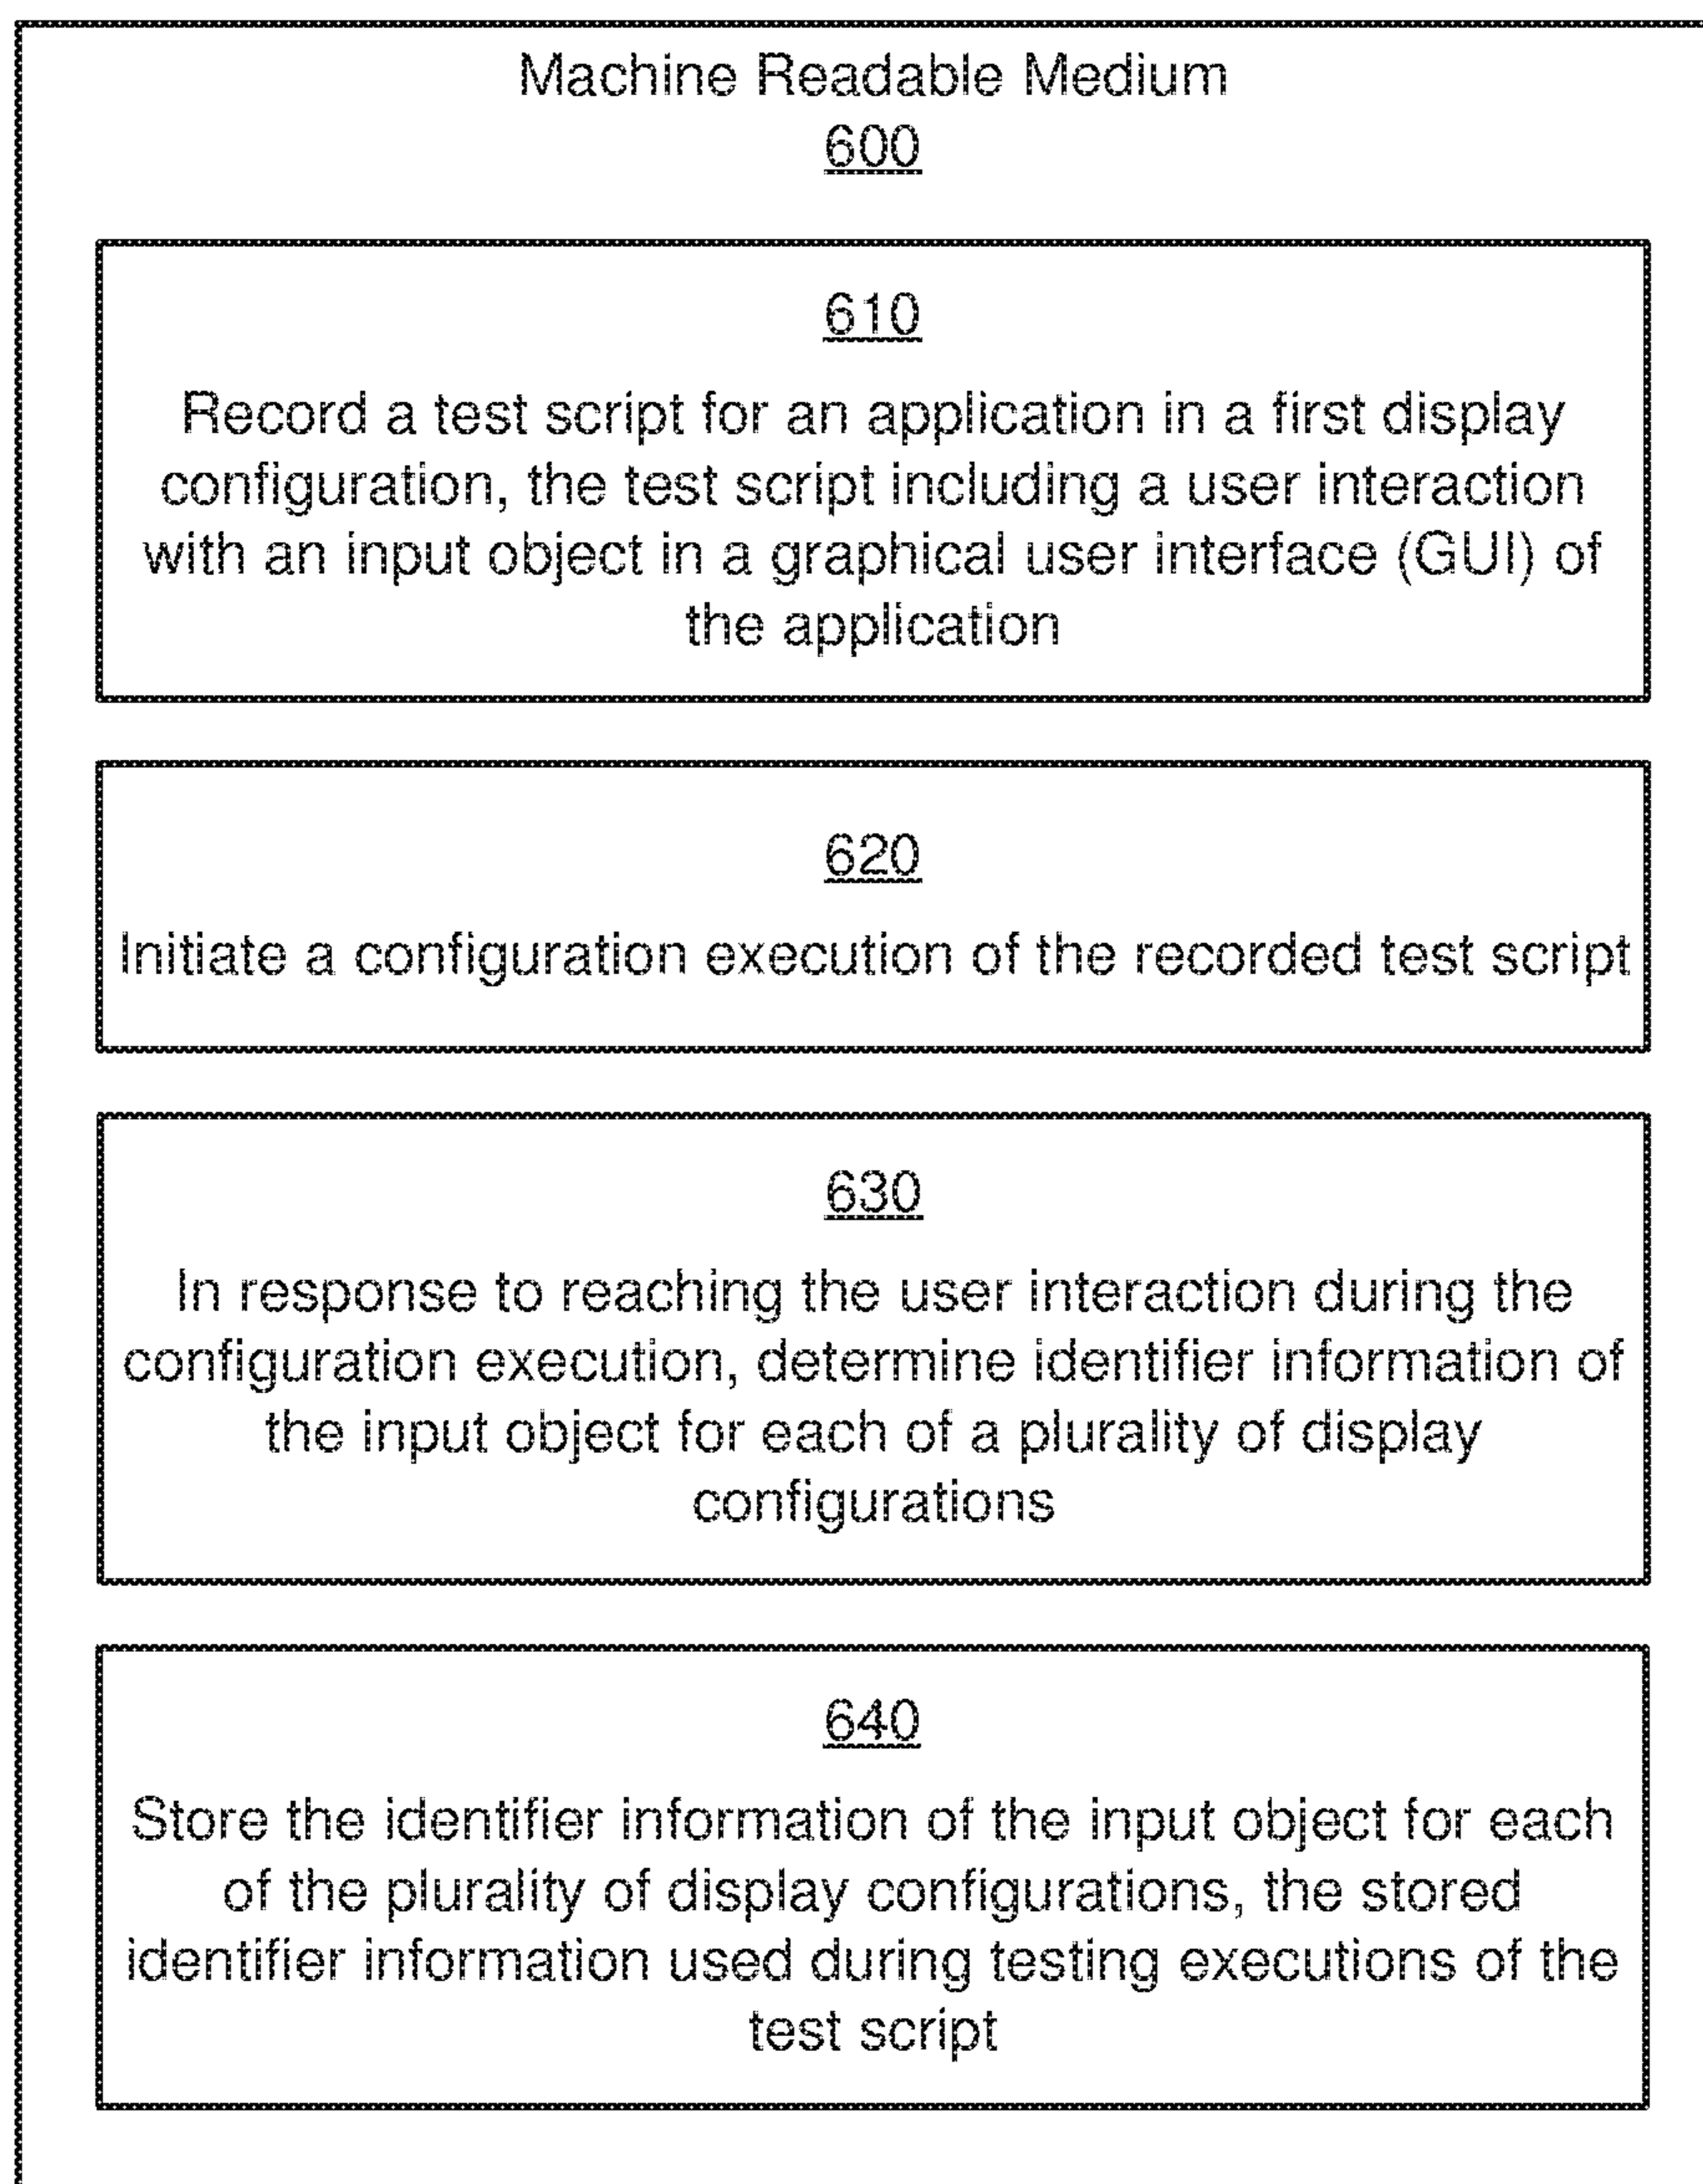 Machine Readable Medium
600
610
Record a test script for an application in a first display
configuration, the test script including a user interaction
with an input object in a graphical user interface (GUI) of
the application
620
Initiate a configuration execution of the recorded test script
630
In response to reaching the user interaction during the
configuration execution, determine identifier information of
the input object for each of a plurality of display
configurations
640
Store the identifier information of the input object for each
of the plurality of display configurations, the stored
identifier information used during testing executions of the
test script